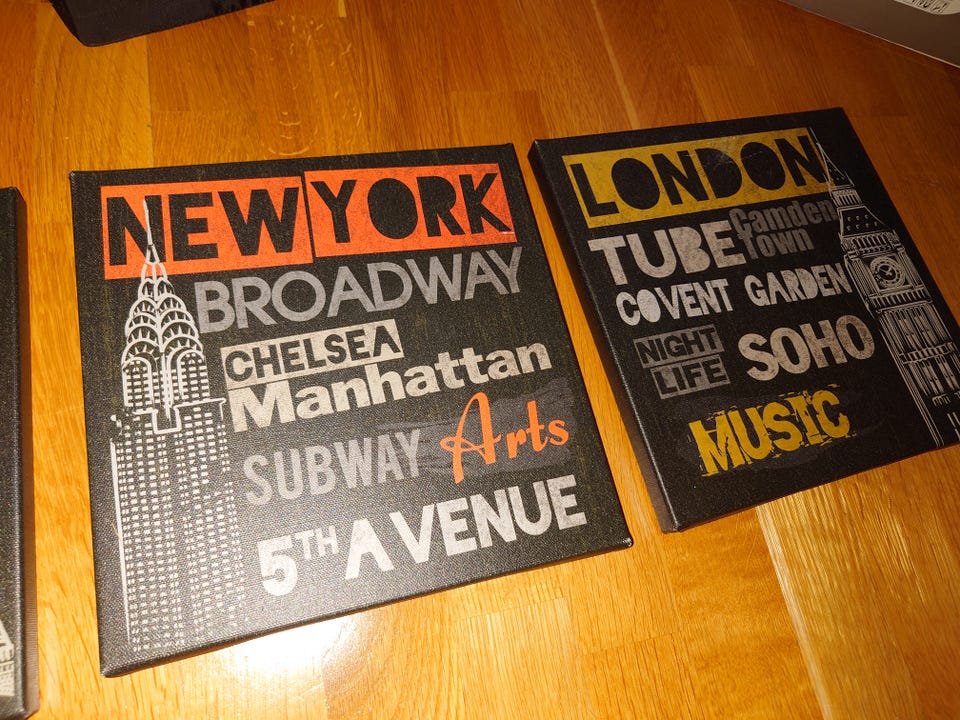 NEW YORK
BROADWAY
CHELSEA
Manhattan
SUBWAY Arts
5TH AVENUE
LONDON
TUBE Camden Town
COVENT GARDEN
NIGHT LIFE SOHO
MUSIC